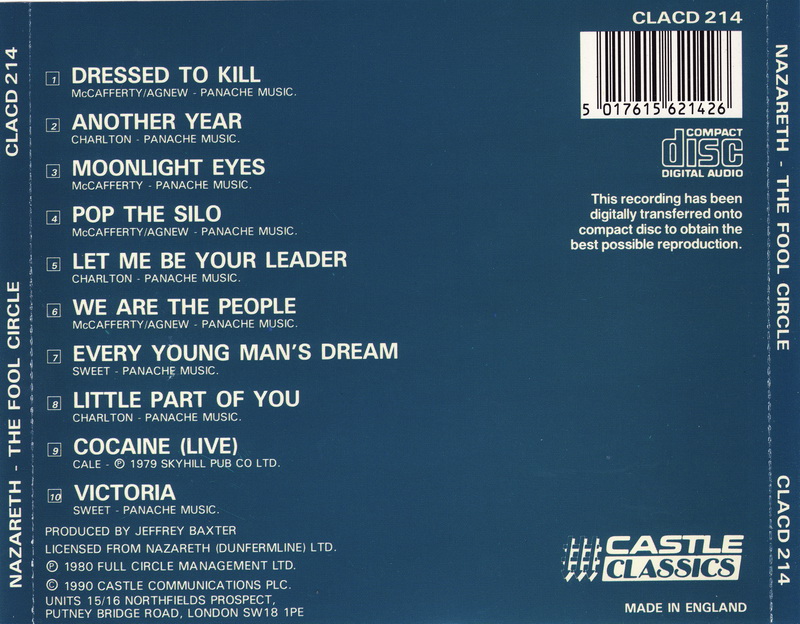 CLACD 214
NAZARETH - THE FOOL CIRCLE
1 DRESSED TO KILL
McCAFFERTY/AGNEW - PANACHE MUSIC.
2 ANOTHER YEAR
CHARLTON - PANACHE MUSIC.
3 MOONLIGHT EYES
McCAFFERTY - PANACHE MUSIC.
4 POP THE SILO
McCAFFERTY/AGNEW - PANACHE MUSIC.
5 LET ME BE YOUR LEADER
CHARLTON - PANACHE MUSIC.
6 WE ARE THE PEOPLE
McCAFFERTY/AGNEW - PANACHE MUSIC.
7 EVERY YOUNG MAN'S DREAM
SWEET - PANACHE MUSIC.
8 LITTLE PART OF YOU
CHARLTON - PANACHE MUSIC.
9 COCAINE (LIVE)
CALE - ℗ 1979 SKYHILL PUB CO LTD.
10 VICTORIA
SWEET - PANACHE MUSIC.
PRODUCED BY JEFFREY BAXTER
LICENSED FROM NAZARETH (DUNFERMLINE) LTD.
℗ 1980 FULL CIRCLE MANAGEMENT LTD.
© 1990 CASTLE COMMUNICATIONS PLC.
UNITS 15/16 NORTHFIELDS PROSPECT,
PUTNEY BRIDGE ROAD, LONDON SW18 1PE
CLACD 214
5 017615 621426
COMPACT
disc
DIGITAL AUDIO
This recording has been
digitally transferred onto
compact disc to obtain the
best possible reproduction.
CASTLE
CLASSICS
MADE IN ENGLAND
NAZARETH - THE FOOL CIRCLE
CLACD 214